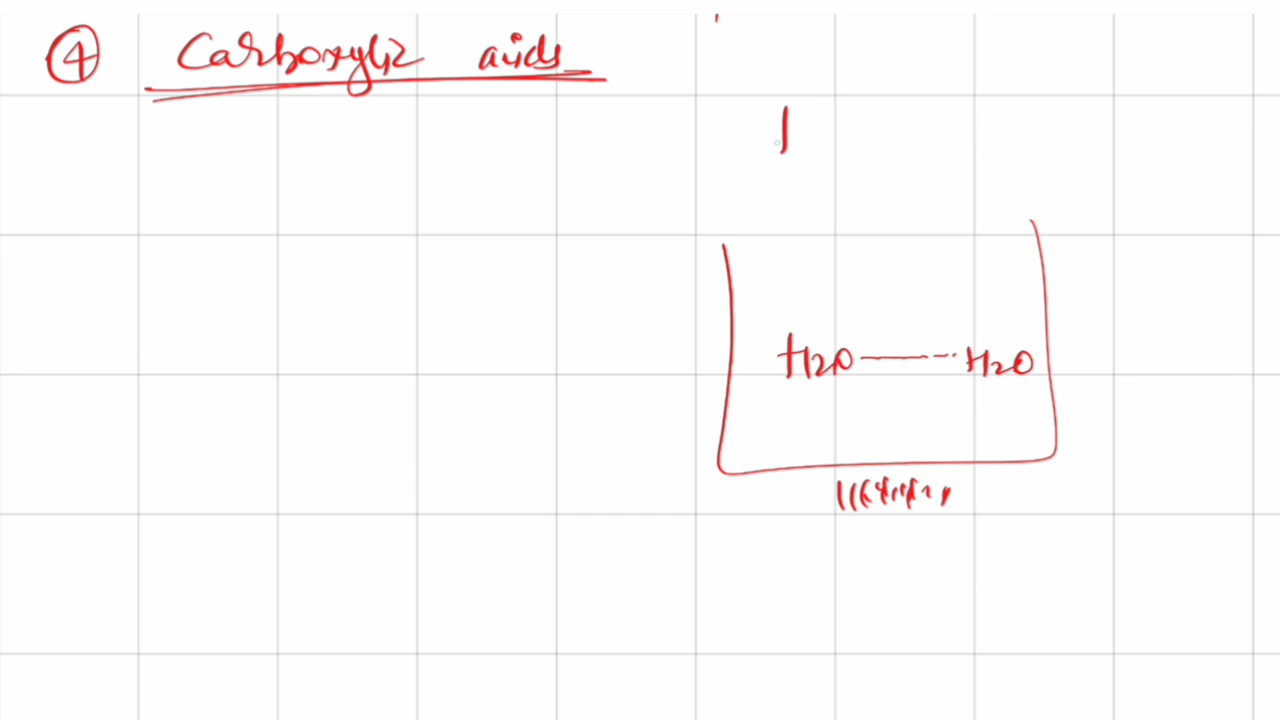 ④ Carboxylic acids
H2O ------ H2O